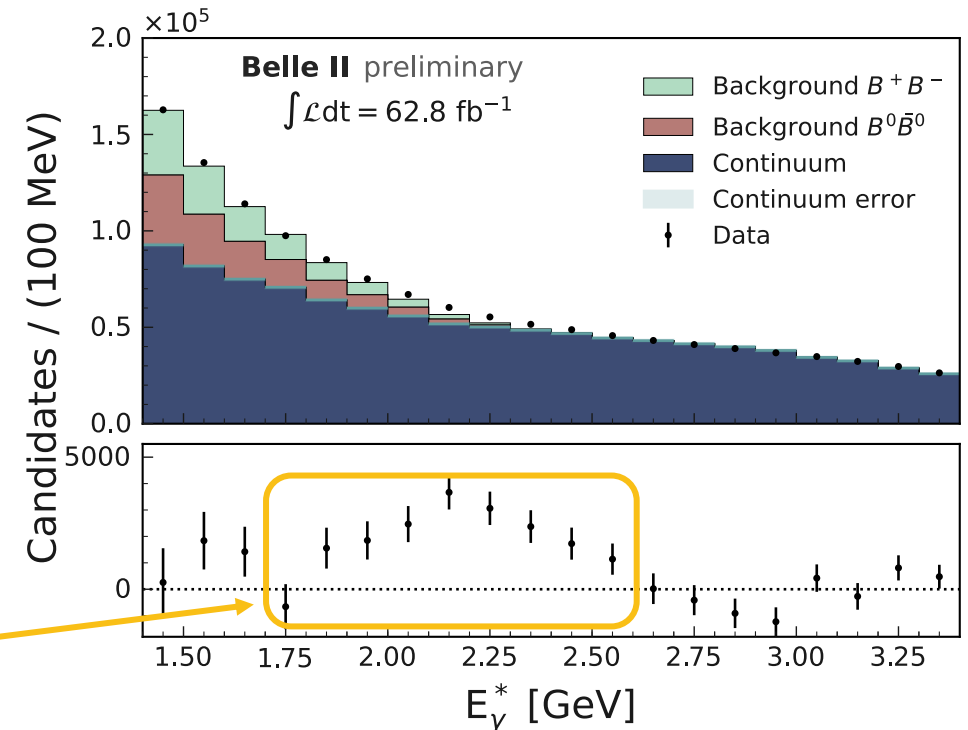 ×10⁵
Belle II preliminary
∫ℒdt = 62.8 fb⁻¹
Background B⁺B⁻
Background B⁰B̄⁰
Continuum
Continuum error
Data
2.0
1.5
1.0
0.5
0.0
Candidates / (100 MeV)
5000
0
1.50 1.75 2.00 2.25 2.50 2.75 3.00 3.25
E*γ [GeV]